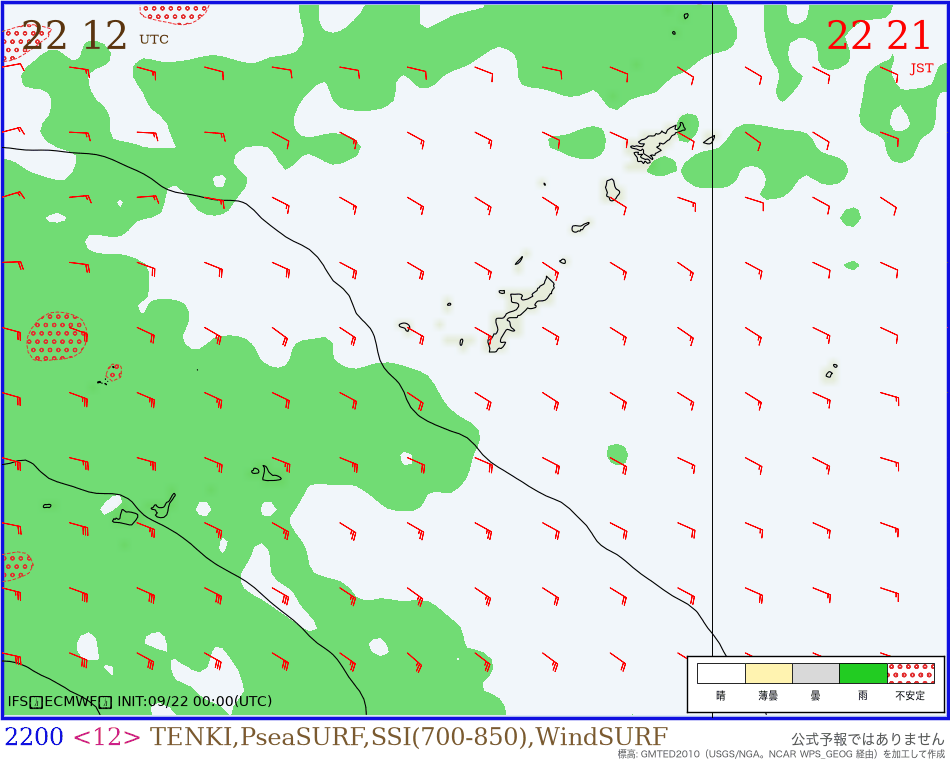 22 12 UTC
22 21
JST
晴 薄曇 曇 雨 不安定
IFS□ECMWF□ INIT:09/22 00:00(UTC)
2200 <12> TENKI,PseaSURF,SSI(700-850),WindSURF
公式予報ではありません
標高: GMTED2010（USGS/NGA。NCAR WPS_GEOG 経由）を加工して作成